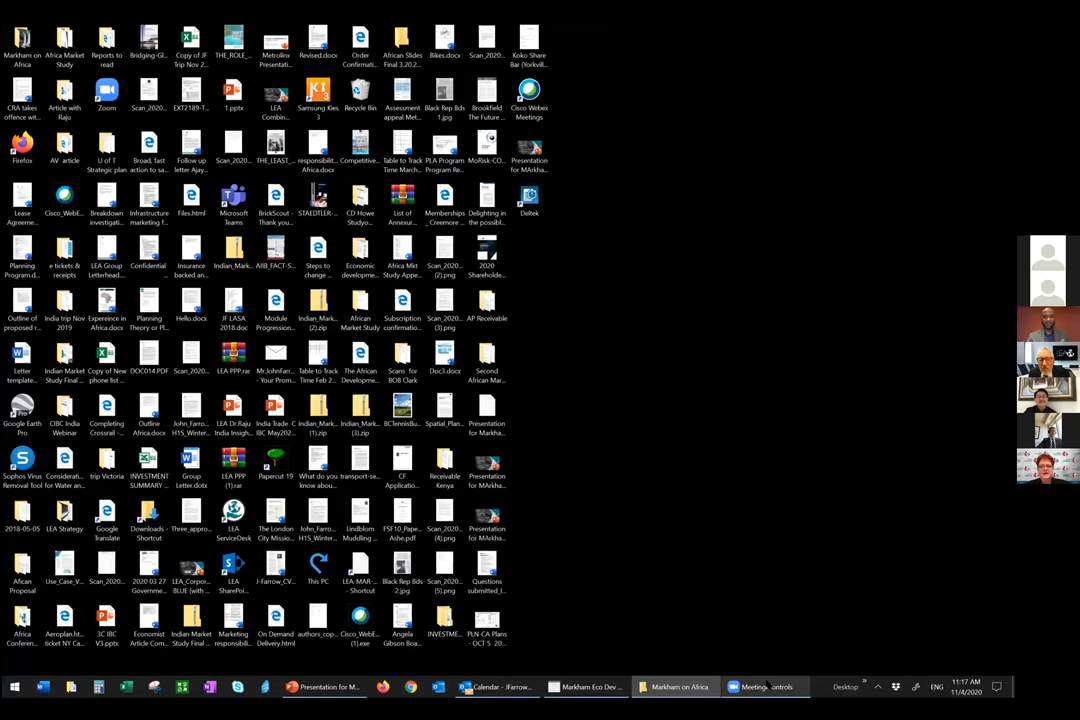 Markham on Africa
Africa Market Study
Reports to read
Bridging-Gl...
Copy of JF Trip Nov 2...
THE_ROLE_...
Metrolinx Presentati...
Revised.docx
Order Confirmati...
African Slides Final 3.20.2...
Bikes.docx
Scan_2020...
Koko Share Bar (Yorkvill...
CRA takes offence wit...
Article with Raju
Zoom
Scan_2020...
EXT2189-T...
1.pptx
LEA Combin...
Samsung Kies 3
Recycle Bin
Assessment appeal Met...
Black Rep Bds 1.jpg
Brookfield The Future ...
Cisco Webex Meetings
Firefox
AV article
U of T Strategic plan
Broad, fast action to sa...
Follow up letter Ajay...
Scan_2020...
THE_LEAST_...
responsibilit... Africa.docx
Competitive...
Table to Track Time March...
PLA Program Program Re...
MoRisk-CO...
Presentation for MArkha...
Lease Agreeme...
Cisco_WebE...
Breakdown investigati...
Infrastructure marketing f...
Files.html
Microsoft Teams
BrickScout - Thank you...
STAEDTLER-...
CD Howe Studyo...
List of Annexur...
Memberships _ Creemore ...
Delighting in the possibl...
Deltek
Planning Program.d...
e tickets & receipts
LEA Group Letterhead...
Confidential ...
Insurance backed an...
Indian_Mark...
AIIB_FACT-S...
Steps to change ...
Economic developme...
Africa Mkt Study Appe...
Scan_2020... (2).png
2020 Shareholde...
Outline of proposed r...
India trip Nov 2019
Expereince in Africa.docx
Planning Theory or Pl...
Hello.docx
JF LASA 2018.doc
Module Progression...
Indian_Mark... (2).zip
African Market Study
Subscription confirmatio...
Scan_2020... (3).png
AP Receivable
Letter template...
Indian Market Study Final ...
Copy of New phone list ...
DOC014.PDF
Scan_2020...
LEA PPP.rar
Mr.JohnFar... - Your Prom...
Table to Track Time Feb 2...
The African Developme...
Scans for BOB Clark
Doc3.docx
Second African Mar...
Google Earth Pro
CIBC India Webinar
Completing Crossrail -...
Outline Africa.docx
John_Farro... H1S_Winter...
LEA Dr.Raju India Insigh...
India Trade C IBC May202...
Indian_Mark... (4).zip
Indian_Mark... (3).zip
BCTennisBu...
Spatial_Plan...
Presentation for Markha...
Sophos Virus Removal Tool
Considerati... for Water an...
trip Victoria
INVESTMENT SUMMARY ...
Group Letter.dotx
LEA PPP (1).rar
Papercut 19
What do you know abou...
transport-se...
CF Applicatio...
Receivable Kenya
Presentation for Markha...
2018-05-05
LEA Strategy
Google Translate
Downloads - Shortcut
Three_appro...
LEA ServiceDesk
The London City Missio...
John_Farrow... H1S_Winter...
Lindblom Muddling ...
FSF10_Pape... Ashe.pdf
Scan_2020... (4).png
Presentation for MArkha...
Afican Proposal
Use_Case_V...
Scan_2020...
2020 03 27 Governme...
LEA_Corpor... BLUE (with ...
LEA SharePoi...
J-Farrow_CV...
This PC
LEA-MAR-... - Shortcut
Black Rep Bds 2.jpg
Scan_2020... (5).png
Questions submitted_I...
Africa Conferen...
Aeroplan.ht... ticket NY Ca...
3C IBC V3.pptx
Economist Article Com...
Indian Market Study Final ...
Marketing responsibili...
On Demand Delivery.html
authors_cop...
Cisco_WebE... (1).exe
Angela Gibson Boa...
INVESTME...
PLN-CA Plans - OCT 5 20...
Presentation for M...
Calendar - JFarrow...
Markham Eco Dev ...
Markham on Africa
Meeting Controls
Desktop
ENG
11:17 AM
11/4/2020